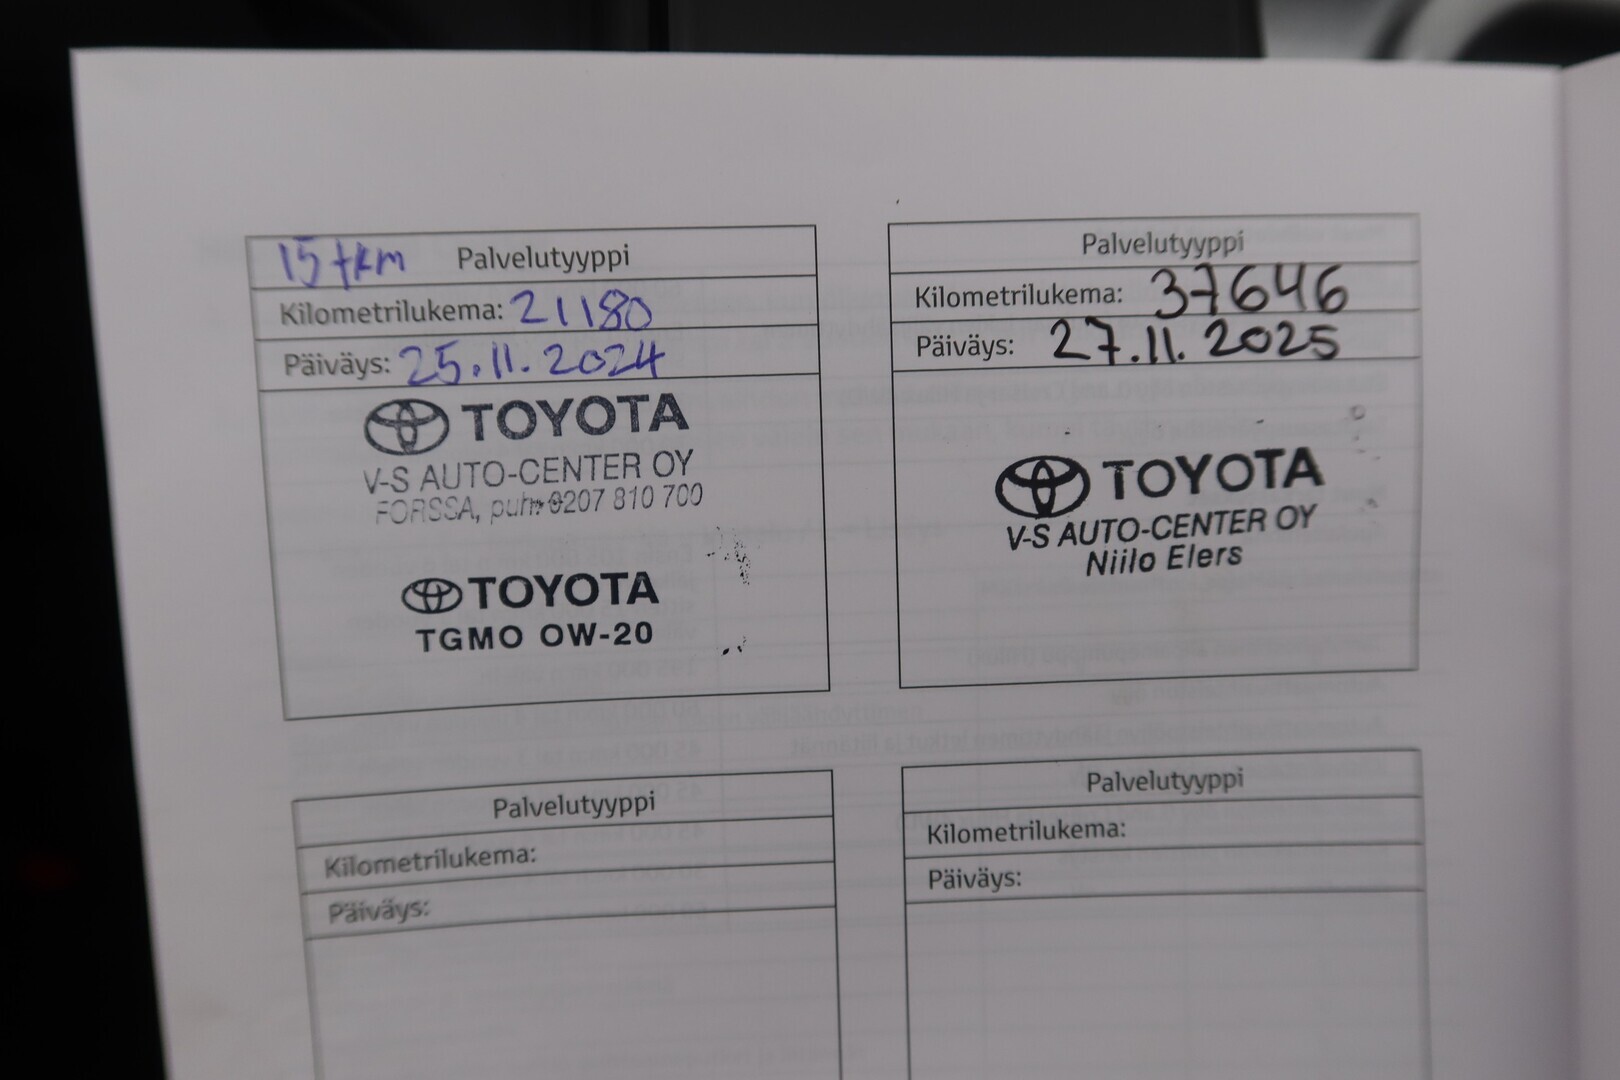 15 tkm Palvelutyyppi
Kilometrilukema: 21180
Päiväys: 25.11.2024
TOYOTA
V-S AUTO-CENTER OY
FORSSA, puh. 0207 810 700
TOYOTA
TGMO OW-20
Palvelutyyppi
Kilometrilukema: 37646
Päiväys: 27.11.2025
TOYOTA
V-S AUTO-CENTER OY
Niilo Elers
Palvelutyyppi
Kilometrilukema:
Päiväys:
Palvelutyyppi
Kilometrilukema:
Päiväys: